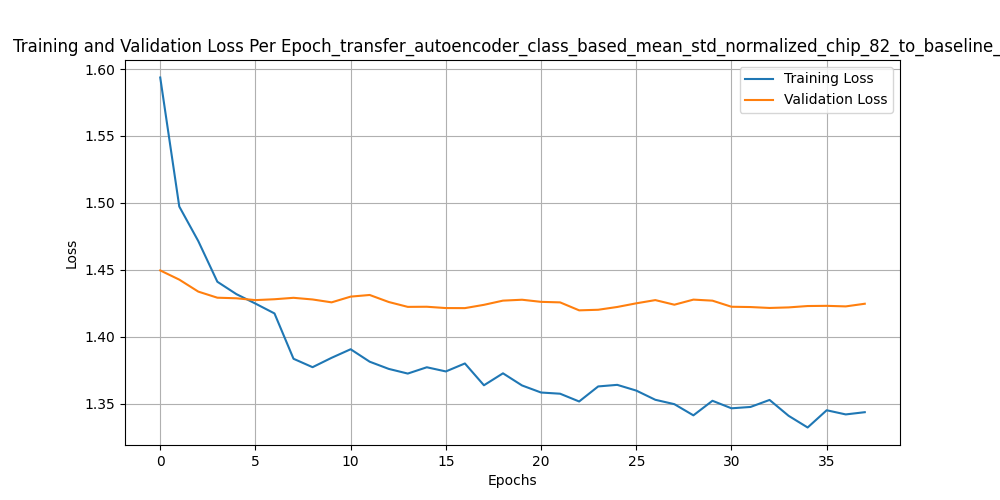 Training and Validation Loss Per Epoch_transfer_autoencoder_class_based_mean_std_normalized_chip_82_to_baseline_
Training Loss
Validation Loss
1.60
1.55
1.50
1.45
1.40
1.35
Loss
0 5 10 15 20 25 30 35
Epochs